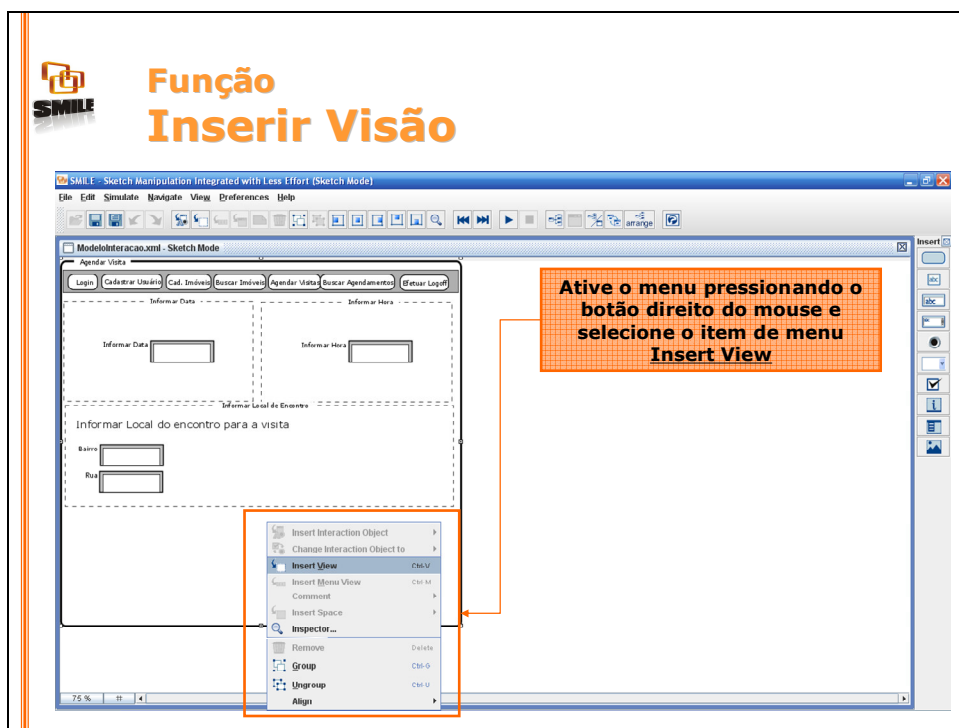 SMILE
Função
Inserir Visão
SMILE - Sketch Manipulation Integrated with Less Effort (Sketch Mode)
File Edit Simulate Navigate View Preferences Help
arrange
ModeloInteracao.xml - Sketch Mode
Insert
Agendar Visita
Login Cadastrar Usuário Cad. Imóveis Buscar Imóveis Agendar Visitas Buscar Agendamentos Efetuar Logoff
Informar Data Informar Hora
Informar Data Informar Hora
Informar Local de Encontro
Informar Local do encontro para a visita
Bairro
Rua
Ative o menu pressionando o
botão direito do mouse e
selecione o item de menu
Insert View
abc
abc
Insert Interaction Object
Change Interaction Object to
Insert View Ctrl-V
Insert Menu View Ctrl-M
Comment
Insert Space
Inspector...
Remove Delete
Group Ctrl-G
Ungroup Ctrl-U
Align
75 %